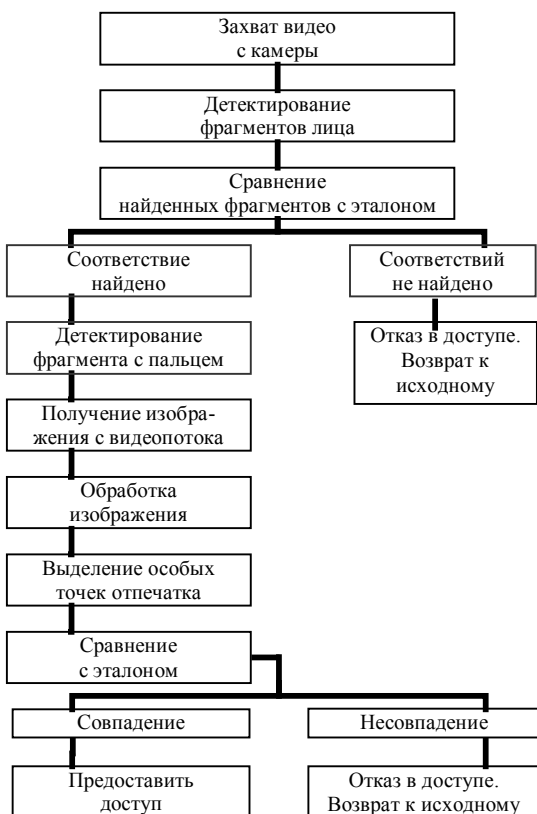 Захват видео
с камеры
Детектирование
фрагментов лица
Сравнение
найденных фрагментов с эталоном
Соответствие
найдено
Соответствий
не найдено
Детектирование
фрагмента с пальцем
Отказ в доступе.
Возврат к
исходному
Получение изобра-
жения с видеопотока
Обработка
изображения
Выделение особых
точек отпечатка
Сравнение
с эталоном
Совпадение
Несовпадение
Предоставить
доступ
Отказ в доступе.
Возврат к исходному